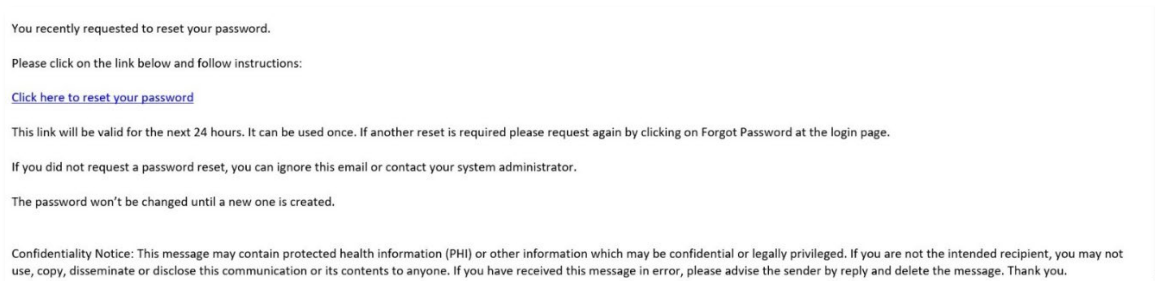 You recently requested to reset your password.
Please click on the link below and follow instructions:
Click here to reset your password
This link will be valid for the next 24 hours. It can be used once. If another reset is required please request again by clicking on Forgot Password at the login page.
If you did not request a password reset, you can ignore this email or contact your system administrator.
The password won’t be changed until a new one is created.
Confidentiality Notice: This message may contain protected health information (PHI) or other information which may be confidential or legally privileged. If you are not the intended recipient, you may not
use, copy, disseminate or disclose this communication or its contents to anyone. If you have received this message in error, please advise the sender by reply and delete the message. Thank you.